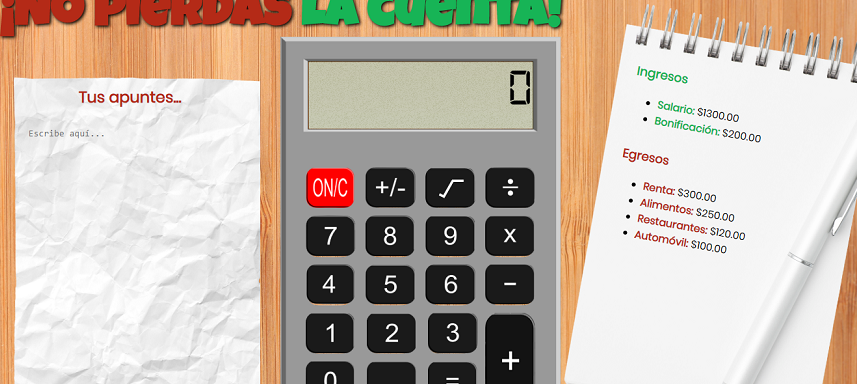 ¡No Pierdas LA Cuenta!
Tus apuntes...
Escribe aquí...
0
ON/C +/- √ ÷
7 8 9 X
4 5 6 -
1 2 3 +
0 =
Ingresos
Salario: $1300.00
Bonificación: $200.00
Egresos
Renta: $300.00
Alimentos: $250.00
Restaurantes: $120.00
Automóvil: $100.00